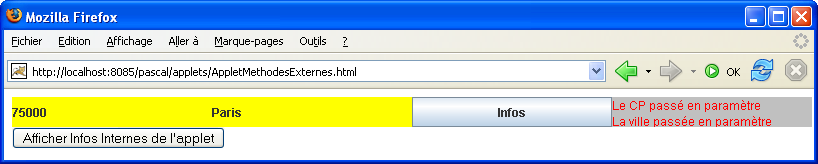 Mozilla Firefox
Fichier Edition Affichage Aller à Marque-pages Outils ?
http://localhost:8085/pascal/applets/AppletMethodesExternes.html OK
75000 Paris Infos Le CP passé en paramètre
La ville passée en paramètre
Afficher Infos Internes de l'applet